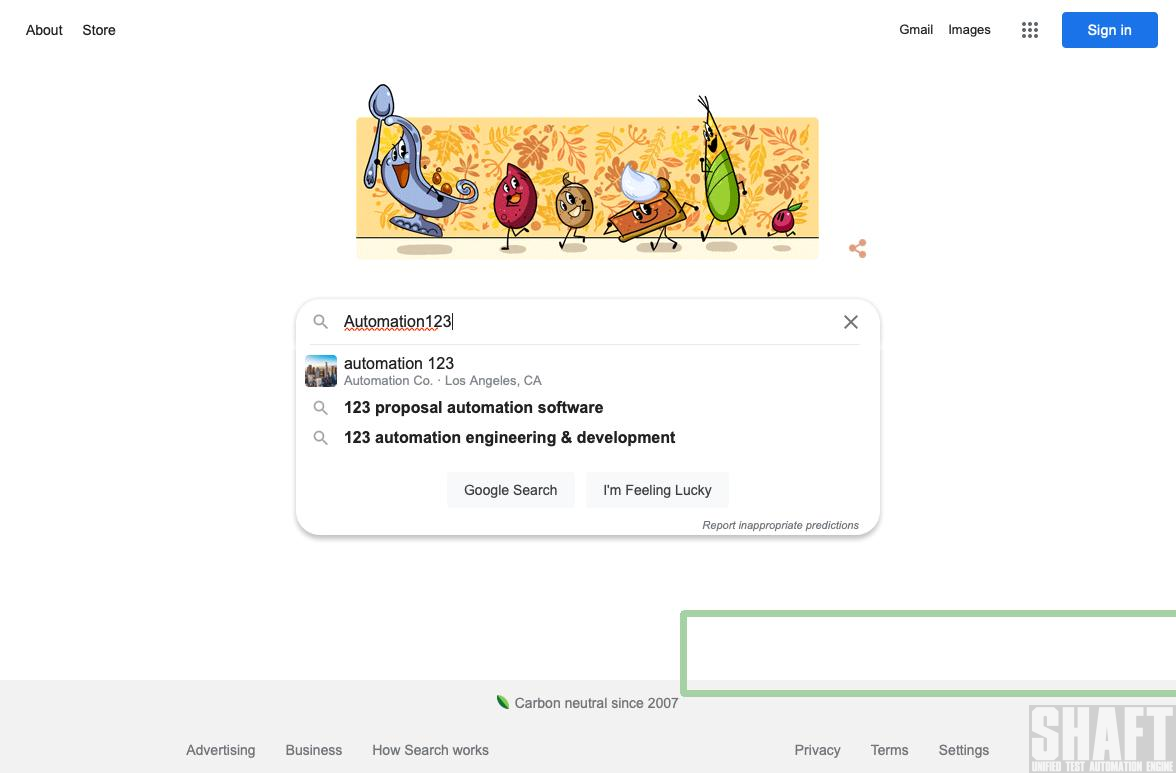 About Store
Gmail Images
Sign in
Automation123
automation 123
Automation Co. · Los Angeles, CA
123 proposal automation software
123 automation engineering & development
Google Search
I'm Feeling Lucky
Report inappropriate predictions
Carbon neutral since 2007
Advertising Business How Search works
Privacy Terms Settings
SHAFT
UNIFIED TEST AUTOMATION ENGINE